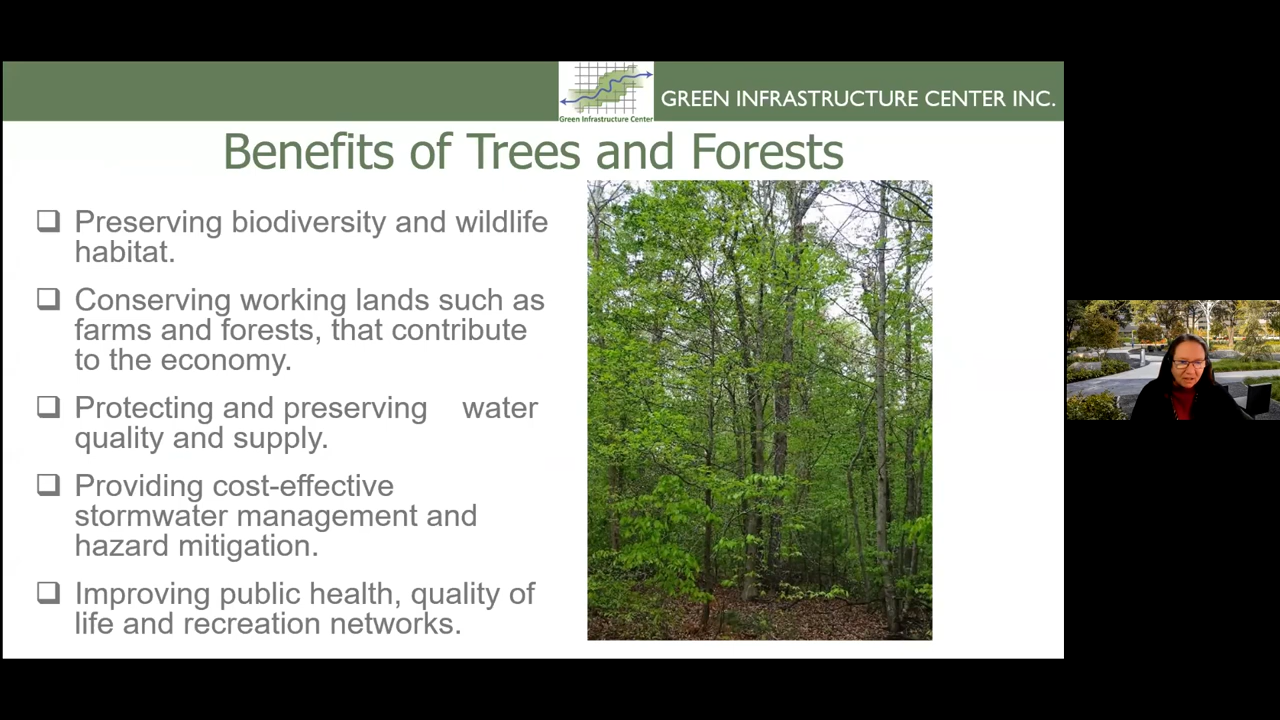 Green Infrastructure Center
GREEN INFRASTRUCTURE CENTER INC.
Benefits of Trees and Forests
Preserving biodiversity and wildlife
habitat.
Conserving working lands such as
farms and forests, that contribute
to the economy.
Protecting and preserving water
quality and supply.
Providing cost-effective
stormwater management and
hazard mitigation.
Improving public health, quality of
life and recreation networks.